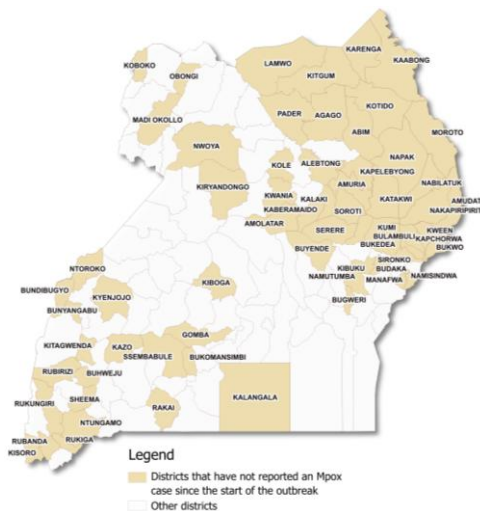 KARENGA
KAABONG
LAMWO
KITGUM
KOBOKO
OBONGI
KOTIDO
PADER
AGAGO
MADI OKOLLO
ABIM
MOROTO
NWOYA
KOLE
ALEBTONG
NAPAK
KAPELEBYONG
KIRYANDONGO
KWANIA
KALAKI
AMURIA
NABILATUK
KATAKWI
AMUDAT
KABERAMAIDO
SOROTI
NAKAPIRIPIRIT
AMOLATAR
SERERE
KUMI
KWEEN
BULAMBULI
KAPCHORWA
BUYENDE
BUKEDEA
BUKWO
SIRONKO
NTOROKO
KIBUKU
BUDAKA
NAMUTUMBA
MANAFWA
NAMISINDWA
KIBOGA
BUNDIBUGYO
KYENJOJO
BUGWERI
BUNYANGABU
GOMBA
KITAGWENDA
KAZO
SSEMBABULE
BUKOMANSIMBI
RUBIRIZI
BUHWEJU
RUKUNGIRI
SHEEMA
RAKAI
KALANGALA
NTUNGAMO
RUBANDA
RUKIGA
KISORO
Legend
Districts that have not reported an Mpox
case since the start of the outbreak
Other districts